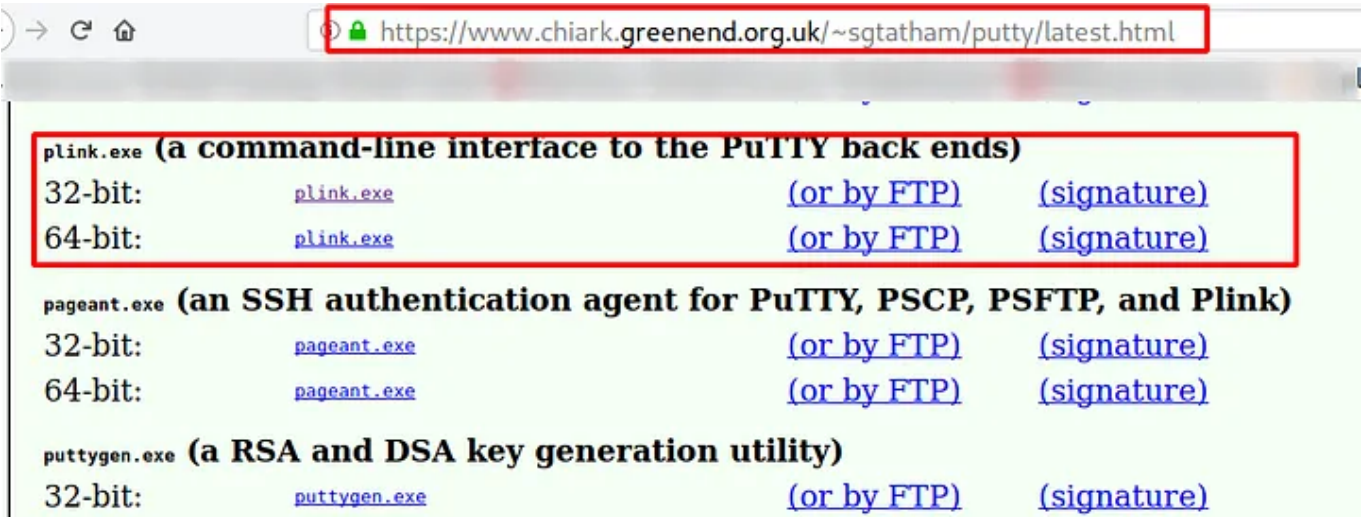 https://www.chiark.greenend.org.uk/~sgtatham/putty/latest.html
plink.exe (a command-line interface to the PuTTY back ends)
32-bit: plink.exe (or by FTP) (signature)
64-bit: plink.exe (or by FTP) (signature)
pageant.exe (an SSH authentication agent for PuTTY, PSCP, PSFTP, and Plink)
32-bit: pageant.exe (or by FTP) (signature)
64-bit: pageant.exe (or by FTP) (signature)
puttygen.exe (a RSA and DSA key generation utility)
32-bit: puttygen.exe (or by FTP) (signature)